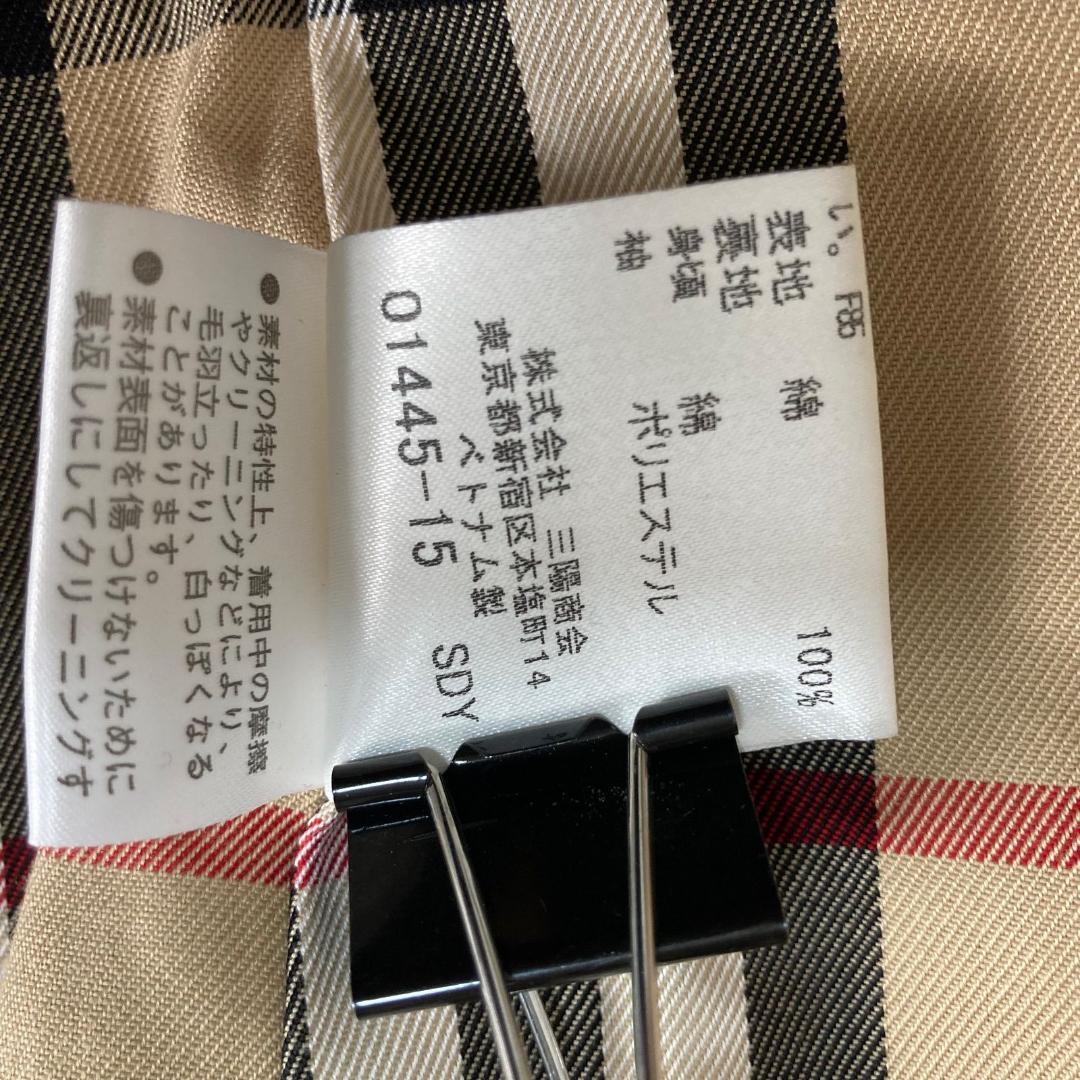 い。 F85
表地 綿 100%
裏地
身頃 綿
袖 ポリエステル
株式会社 三陽商会
東京都新宿区本塩町14
ベトナム製
01445-15 SDY
●素材の特性上、着用中の摩擦
やクリーニングなどにより、
毛羽立ったり、白っぽくなる
ことがあります。
●素材表面を傷つけないために
裏返しにしてクリーニングす